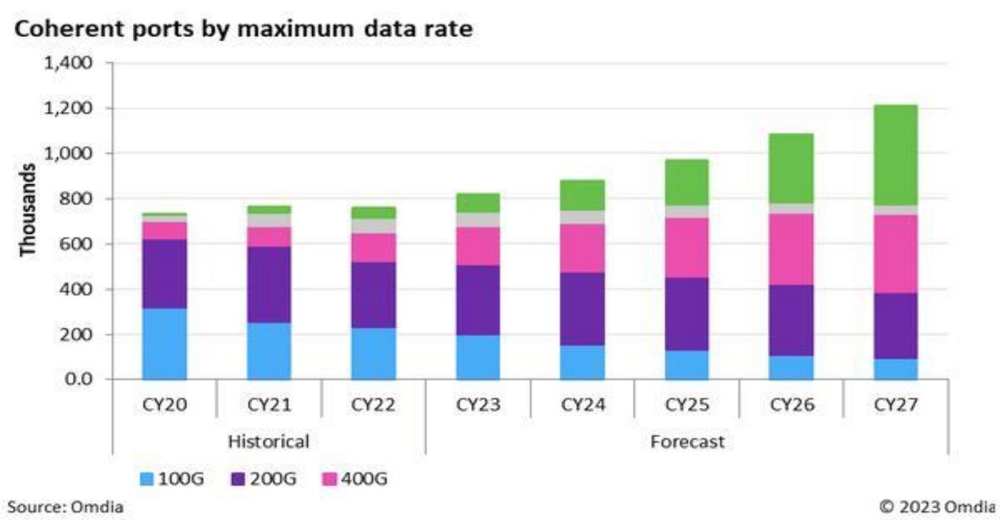 Coherent ports by maximum data rate
1,400
1,200
1,000
800
600
400
200
0.0
Thousands
CY20 CY21 CY22 CY23 CY24 CY25 CY26 CY27
Historical Forecast
100G 200G 400G
Source: Omdia © 2023 Omdia